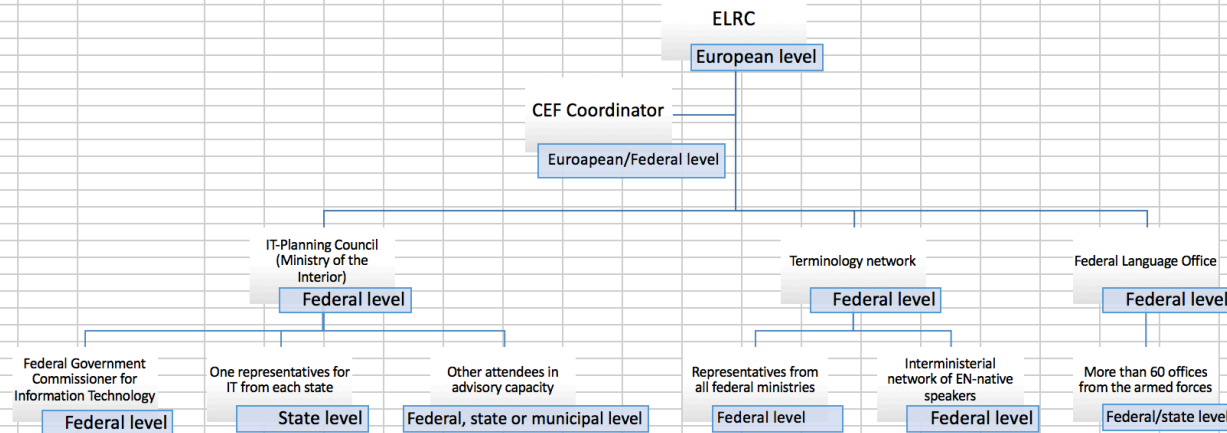 ELRC
European level
CEF Coordinator
Euroapean/Federal level
IT-Planning Council
(Ministry of the
Interior)
Federal level
Terminology network
Federal level
Federal Language Office
Federal level
Federal Government
Commissioner for
Information Technology
Federal level
One representatives for
IT from each state
State level
Other attendees in
advisory capacity
Federal, state or municipal level
Representatives from
all federal ministries
Federal level
Interministerial
network of EN-native
speakers
Federal level
More than 60 offices
from the armed forces
Federal/state level